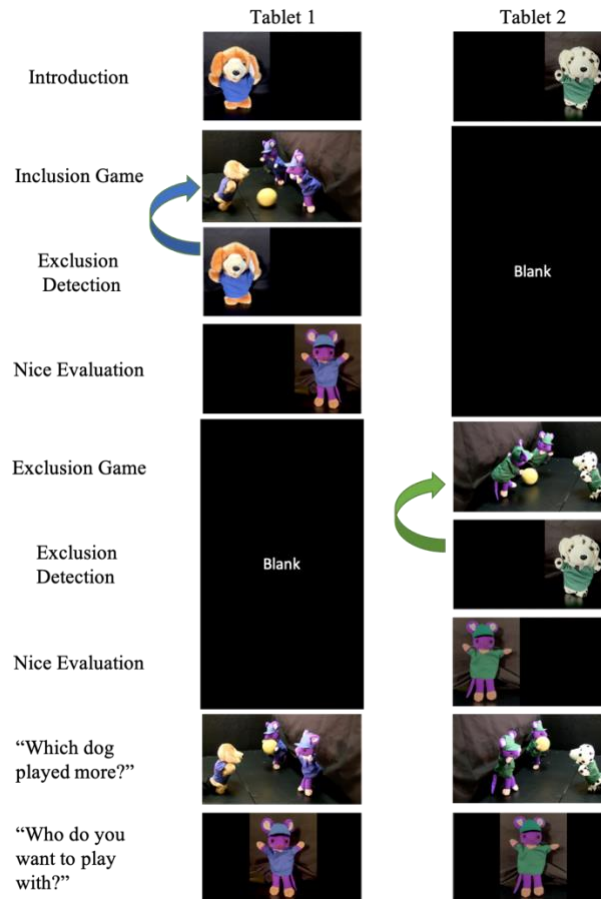 Tablet 1
Tablet 2
Introduction
Inclusion Game
Exclusion
Detection
Blank
Nice Evaluation
Exclusion Game
Exclusion
Detection
Blank
Nice Evaluation
“Which dog
played more?”
“Who do you
want to play
with?”